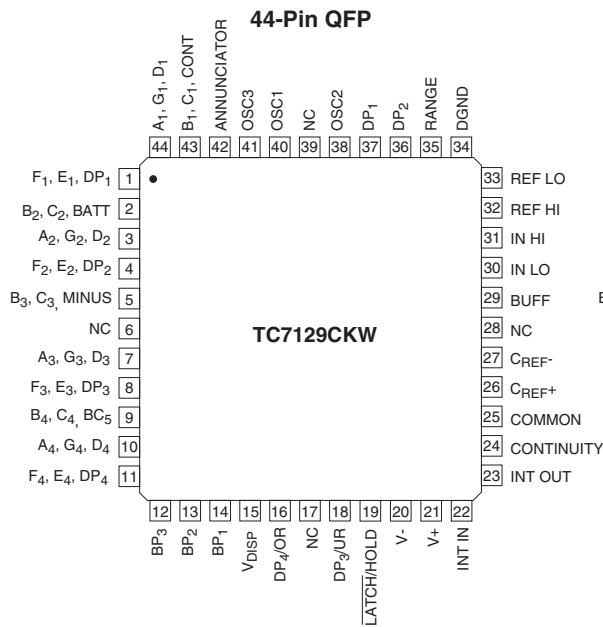 44-Pin QFP
A1, G1, D1
B1, C1, CONT
ANNUNCIATOR
OSC3
OSC1
NC
OSC2
DP1
DP2
RANGE
DGND
44 43 42 41 40 39 38 37 36 35 34
F1, E1, DP1 1
B2, C2, BATT 2
A2, G2, D2 3
F2, E2, DP2 4
B3, C3, MINUS 5
NC 6
A3, G3, D3 7
F3, E3, DP3 8
B4, C4, BC5 9
A4, G4, D4 10
F4, E4, DP4 11
TC7129CKW
33 REF LO
32 REF HI
31 IN HI
30 IN LO
29 BUFF
28 NC
27 CREF-
26 CREF+
25 COMMON
24 CONTINUITY
23 INT OUT
12 13 14 15 16 17 18 19 20 21 22
BP3
BP2
BP1
VDISP
DP4/OR
NC
DP3/UR
LATCH/HOLD
V-
V+
INT IN